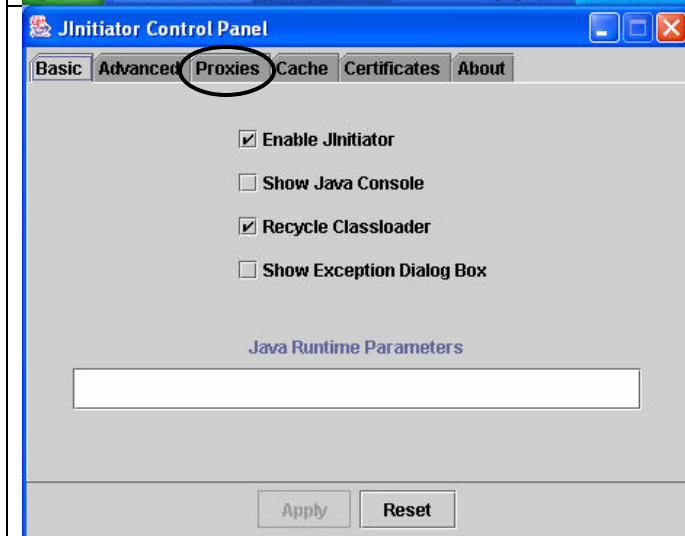 JInitiator Control Panel
Basic Advanced Proxies Cache Certificates About
Enable JInitiator
Show Java Console
Recycle Classloader
Show Exception Dialog Box
Java Runtime Parameters
Apply Reset